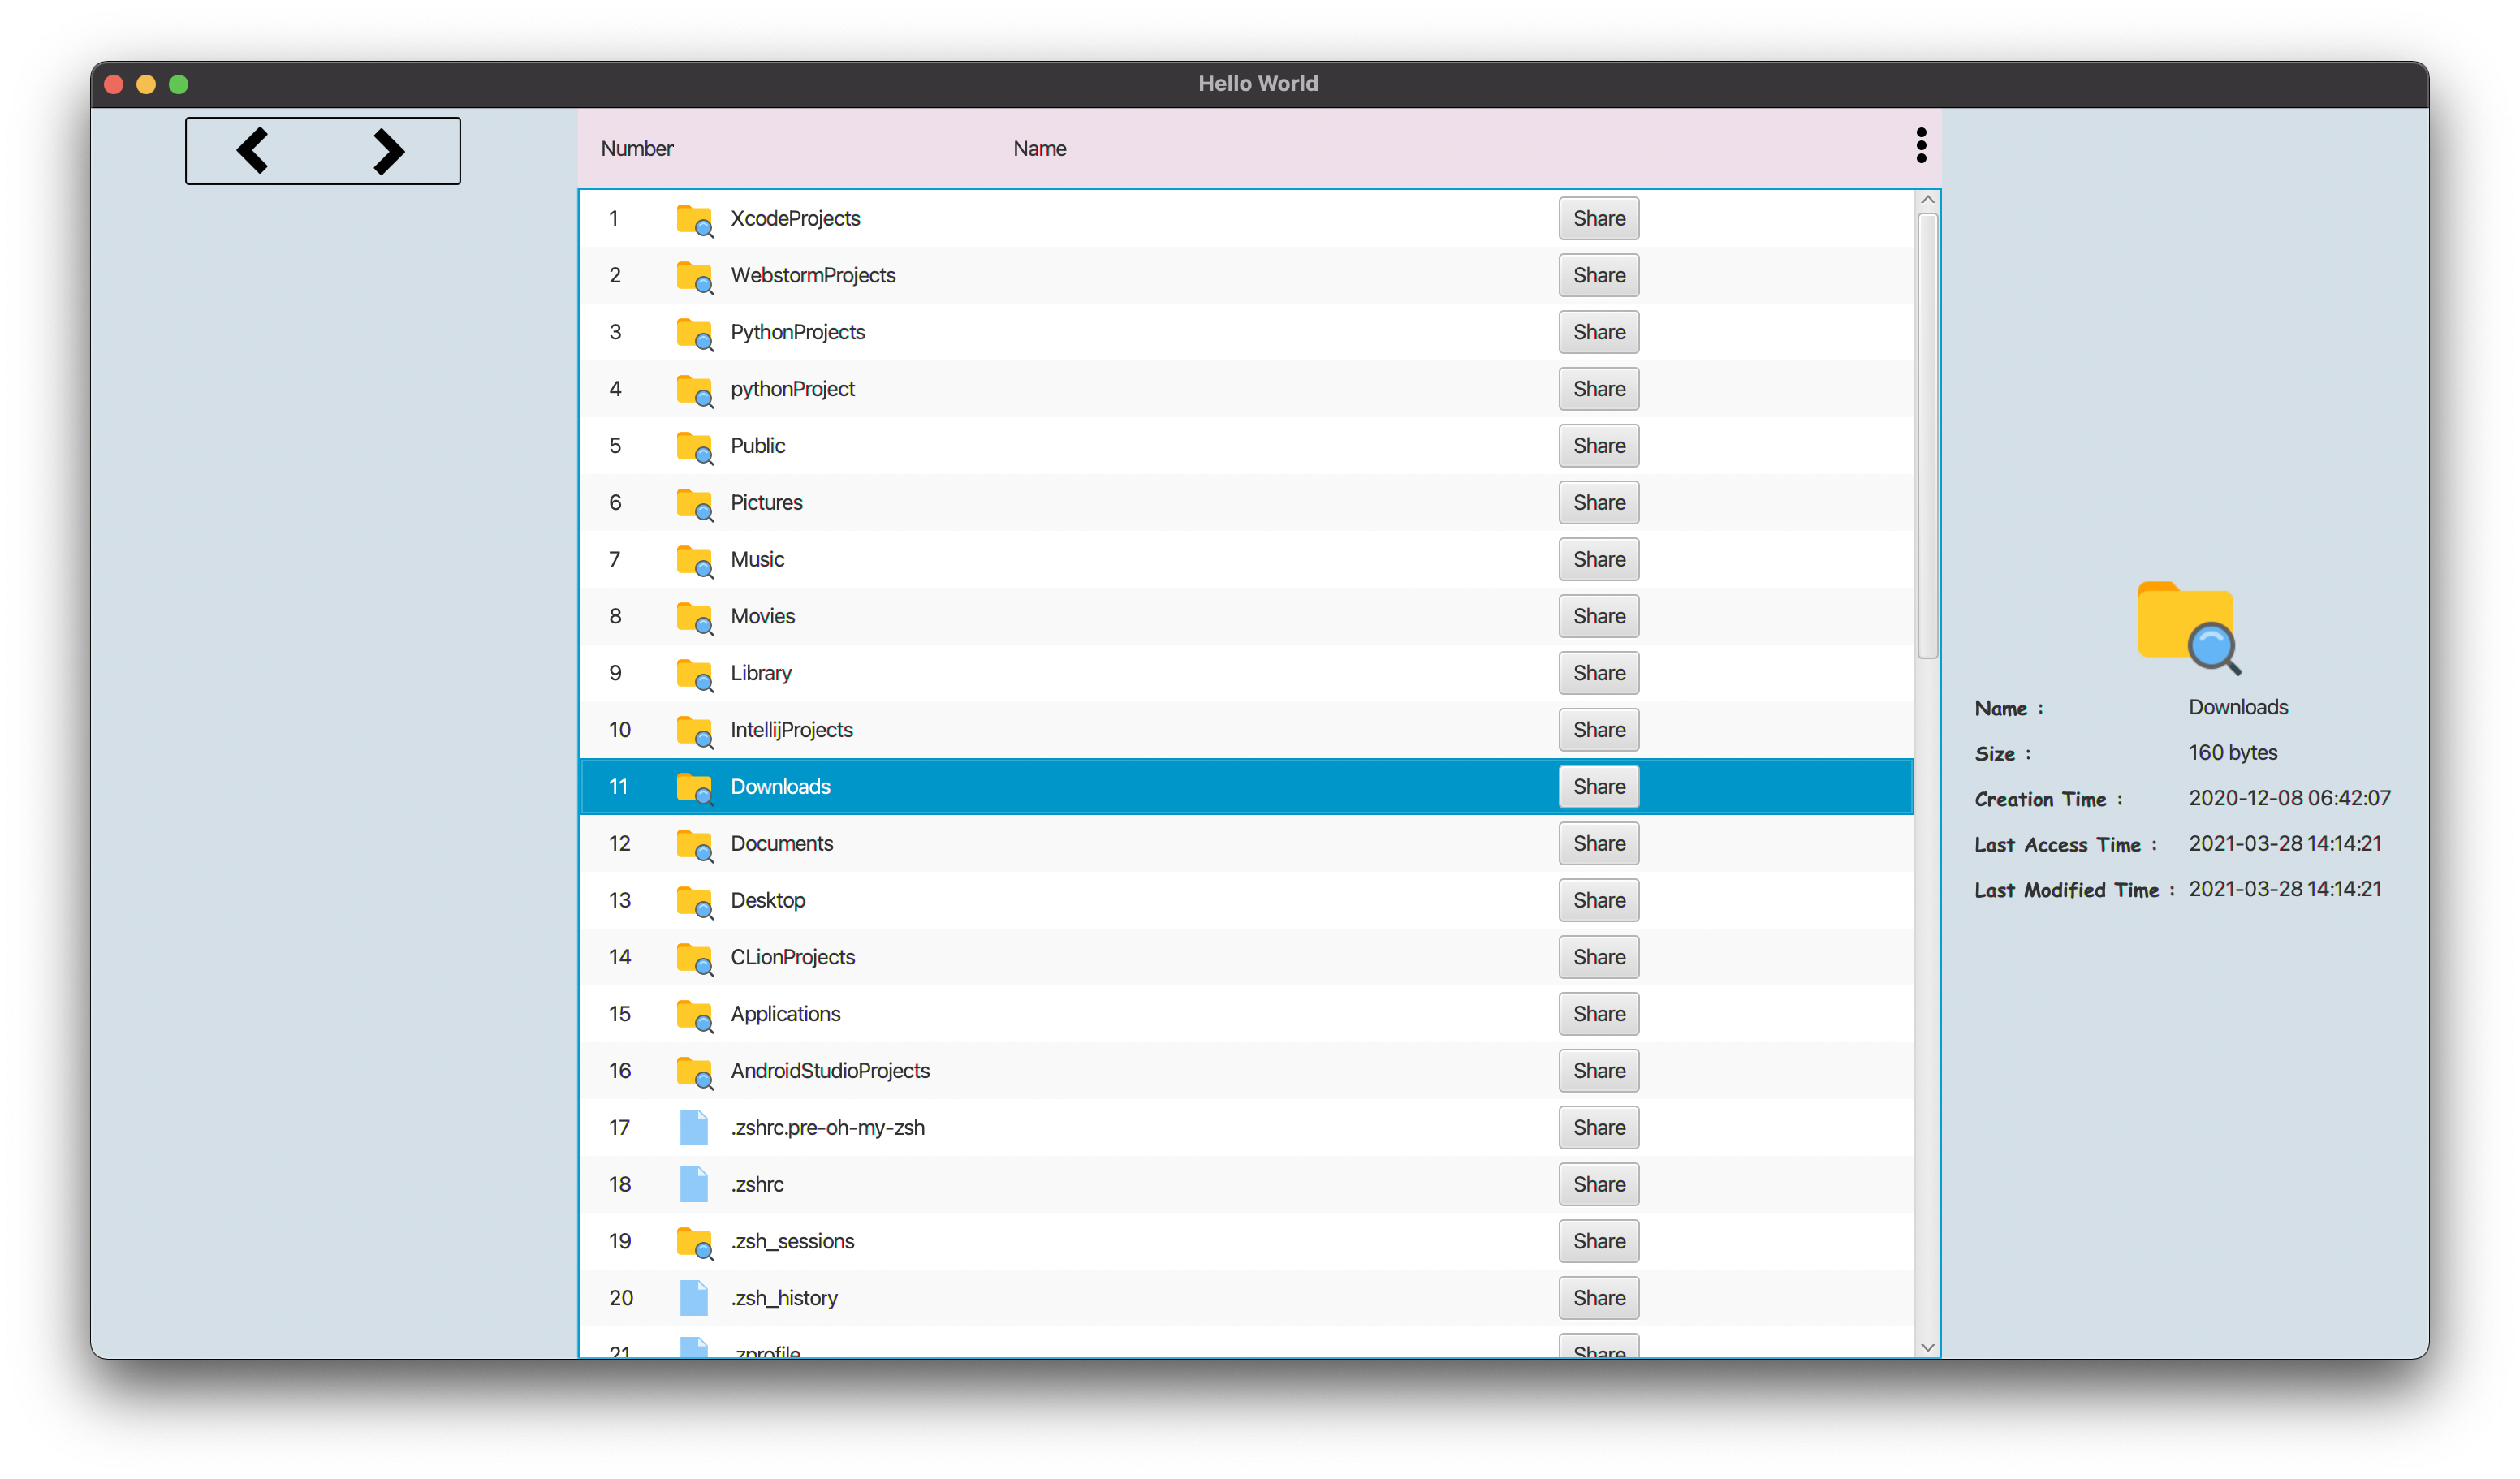 Hello World
Number Name
1 XcodeProjects Share
2 WebstormProjects Share
3 PythonProjects Share
4 pythonProject Share
5 Public Share
6 Pictures Share
7 Music Share
8 Movies Share
9 Library Share
10 IntellijProjects Share
11 Downloads Share
12 Documents Share
13 Desktop Share
14 CLionProjects Share
15 Applications Share
16 AndroidStudioProjects Share
17 .zshrc.pre-oh-my-zsh Share
18 .zshrc Share
19 .zsh_sessions Share
20 .zsh_history Share
21 .zprofile Share
Name : Downloads
Size : 160 bytes
Creation Time : 2020-12-08 06:42:07
Last Access Time : 2021-03-28 14:14:21
Last Modified Time : 2021-03-28 14:14:21